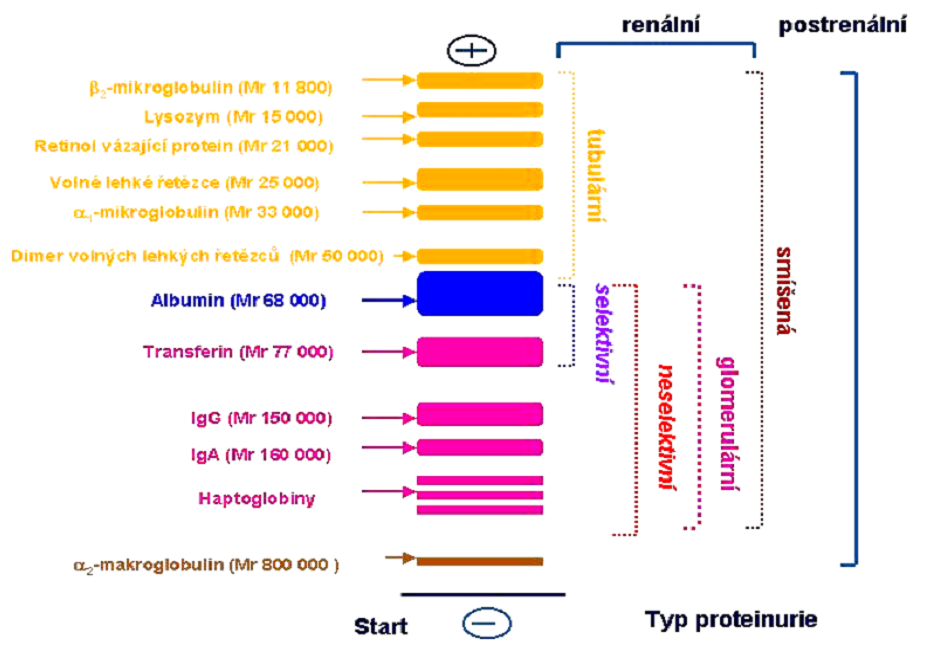 renální
postrenální
+
β2-mikroglobulin (Mr 11 800)
Lysozym (Mr 15 000)
Retinol vázající protein (Mr 21 000)
Volné lehké řetězce (Mr 25 000)
α1-mikroglobulin (Mr 33 000)
Dimer volných lehkých řetězců (Mr 50 000)
Albumin (Mr 68 000)
Transferin (Mr 77 000)
IgG (Mr 150 000)
IgA (Mr 160 000)
Haptoglobiny
α2-makroglobulin (Mr 800 000 )
tubulární
selektivní
neselektivní
glomerulární
smíšená
Start
−
Typ proteinurie